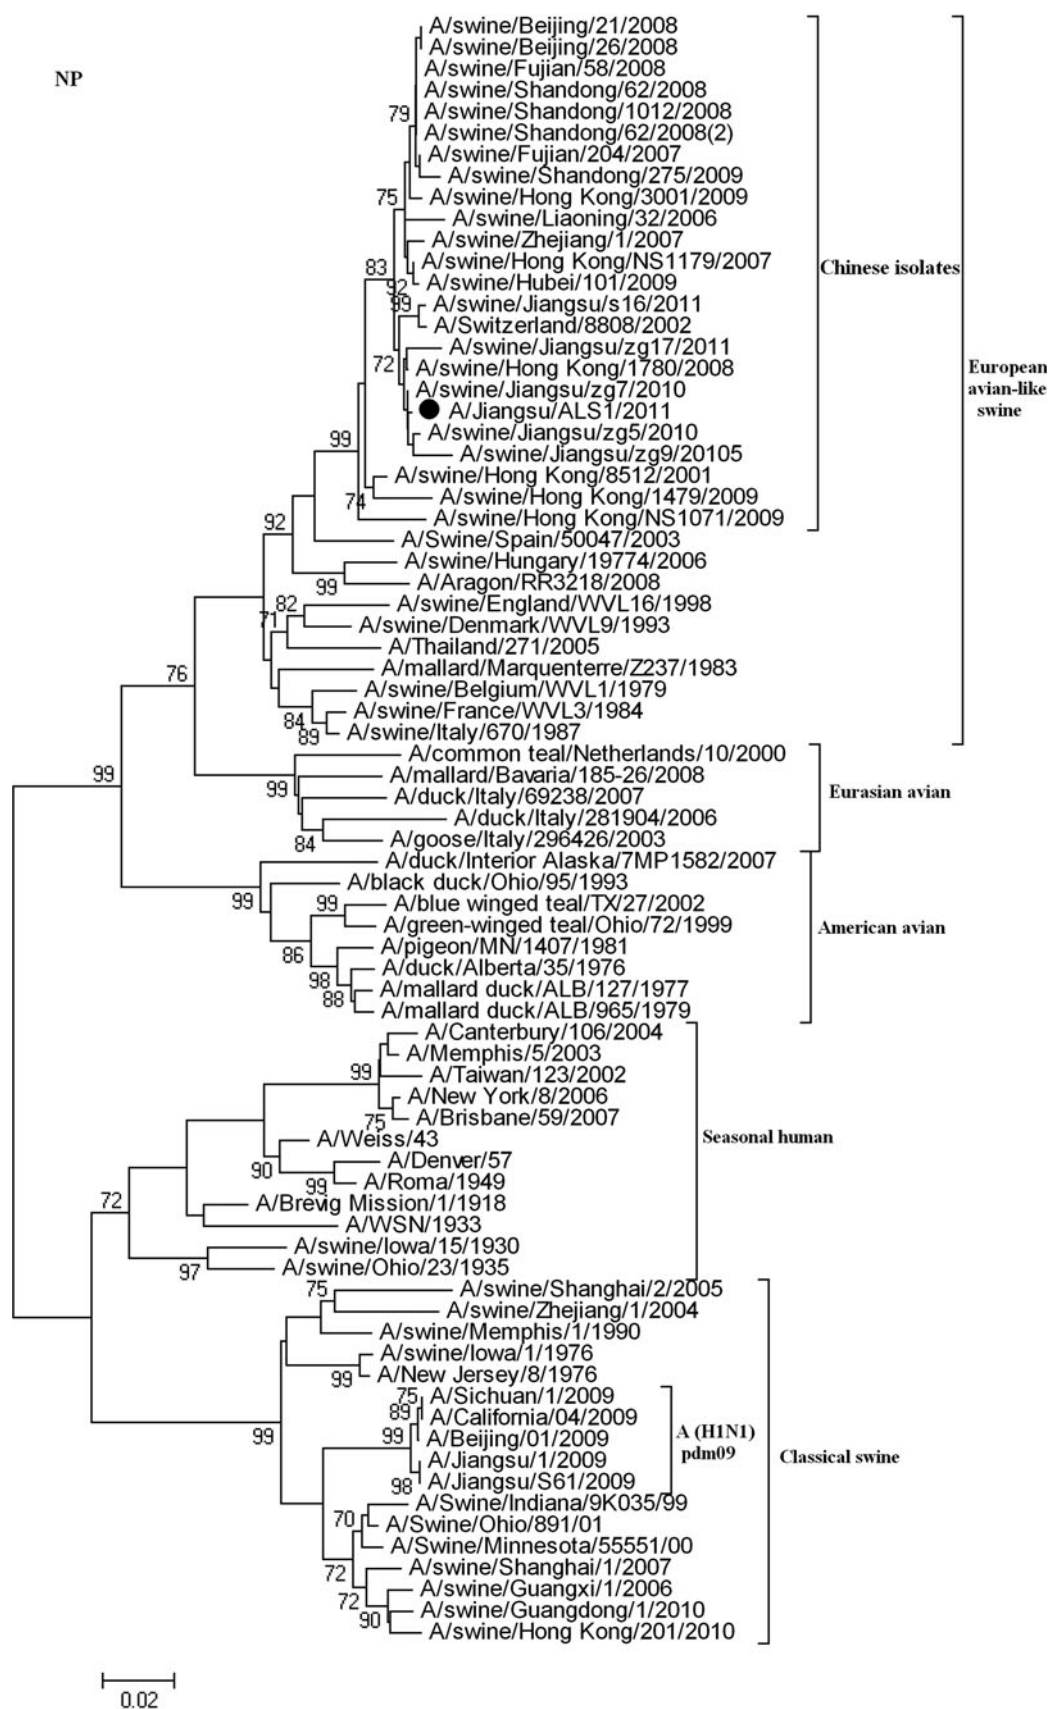 NP
A/swine/Beijing/21/2008
A/swine/Beijing/26/2008
A/swine/Fujian/58/2008
A/swine/Shandong/62/2008
79
A/swine/Shandong/1012/2008
A/swine/Shandong/62/2008(2)
A/swine/Fujian/204/2007
A/swine/Shandong/275/2009
75
A/swine/Hong Kong/3001/2009
A/swine/Liaoning/32/2006
A/swine/Zhejiang/1/2007
83
A/swine/Hong Kong/NS1179/2007
Chinese isolates
92
A/swine/Hubei/101/2009
99
A/swine/Jiangsu/s16/2011
A/Switzerland/8808/2002
A/swine/Jiangsu/zg17/2011
72
A/swine/Hong Kong/1780/2008
European
avian-like
swine
A/swine/Jiangsu/zg7/2010
A/Jiangsu/ALS1/2011
A/swine/Jiangsu/zg5/2010
99
A/swine/Jiangsu/zg9/20105
A/swine/Hong Kong/8512/2001
74
A/swine/Hong Kong/1479/2009
A/swine/Hong Kong/NS1071/2009
92
A/Swine/Spain/50047/2003
A/swine/Hungary/19774/2006
99
A/Aragon/RR3218/2008
82
A/swine/England/WVL16/1998
71
A/swine/Denmark/WVL9/1993
A/Thailand/271/2005
76
A/mallard/Marquenterre/Z237/1983
A/swine/Belgium/WVL1/1979
84
A/swine/France/WVL3/1984
89
A/swine/Italy/670/1987
A/common teal/Netherlands/10/2000
99
99
A/mallard/Bavaria/185-26/2008
A/duck/Italy/69238/2007
Eurasian avian
A/duck/Italy/281904/2006
84
A/goose/Italy/296426/2003
A/duck/Interior Alaska/7MP1582/2007
99
A/black duck/Ohio/95/1993
99
A/blue winged teal/TX/27/2002
A/green-winged teal/Ohio/72/1999
American avian
86
A/pigeon/MN/1407/1981
98
A/duck/Alberta/35/1976
88
A/mallard duck/ALB/127/1977
A/mallard duck/ALB/965/1979
A/Canterbury/106/2004
A/Memphis/5/2003
99
A/Taiwan/123/2002
A/New York/8/2006
75
A/Brisbane/59/2007
Seasonal human
A/Weiss/43
90
A/Denver/57
99
A/Roma/1949
72
A/Brevig Mission/1/1918
A/WSN/1933
A/swine/Iowa/15/1930
97
A/swine/Ohio/23/1935
75
A/swine/Shanghai/2/2005
A/swine/Zhejiang/1/2004
A/swine/Memphis/1/1990
A/swine/Iowa/1/1976
99
A/New Jersey/8/1976
75
A/Sichuan/1/2009
89
A/California/04/2009
99
99
A/Beijing/01/2009
A (H1N1)
pdm09
Classical swine
A/Jiangsu/1/2009
98
A/Jiangsu/S61/2009
A/Swine/Indiana/9K035/99
70
A/Swine/Ohio/891/01
A/Swine/Minnesota/55551/00
72
A/swine/Shanghai/1/2007
72
A/swine/Guangxi/1/2006
90
A/swine/Guangdong/1/2010
A/swine/Hong Kong/201/2010
0.02